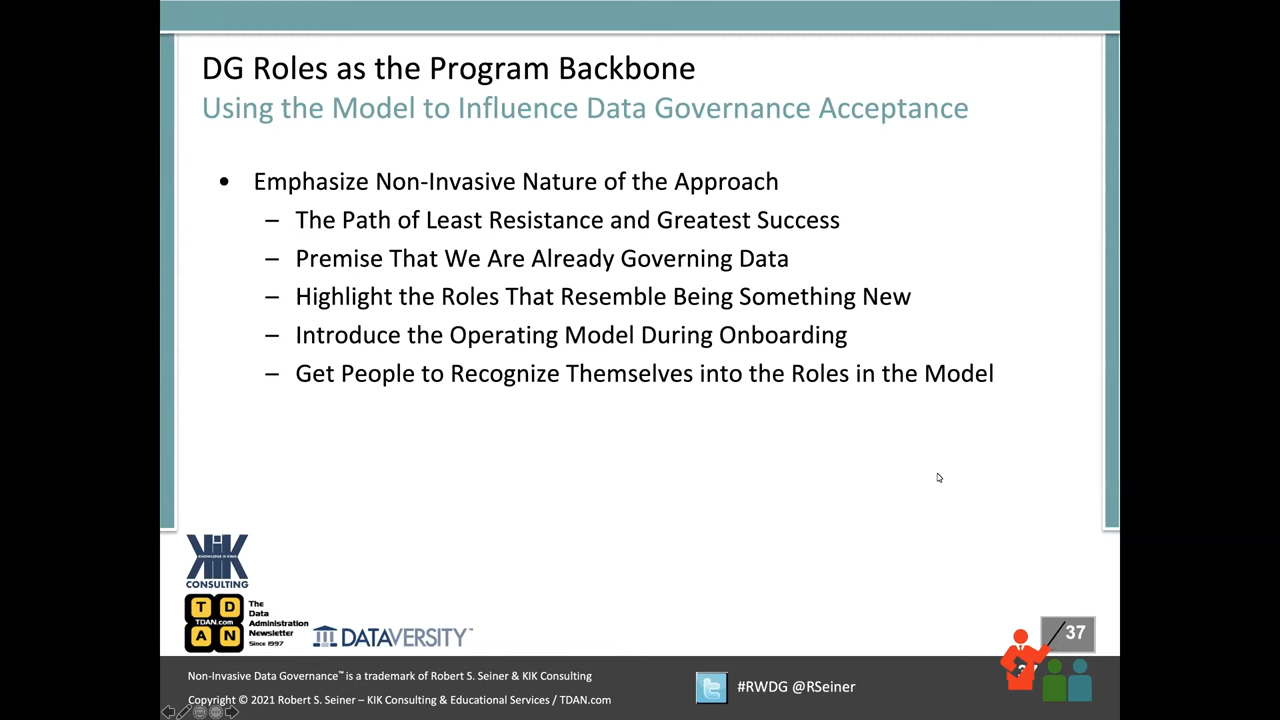 DG Roles as the Program Backbone
Using the Model to Influence Data Governance Acceptance
• Emphasize Non-Invasive Nature of the Approach
– The Path of Least Resistance and Greatest Success
– Premise That We Are Already Governing Data
– Highlight the Roles That Resemble Being Something New
– Introduce the Operating Model During Onboarding
– Get People to Recognize Themselves into the Roles in the Model
KIK
KNOWLEDGE IS KING
CONSULTING
T D
TDAN.com
A N
The
Data
Administration
Newsletter
Since 1997
DATAVERSITY™
37
Non-Invasive Data Governance™ is a trademark of Robert S. Seiner & KIK Consulting
Copyright © 2021 Robert S. Seiner – KIK Consulting & Educational Services / TDAN.com
#RWDG @RSeiner